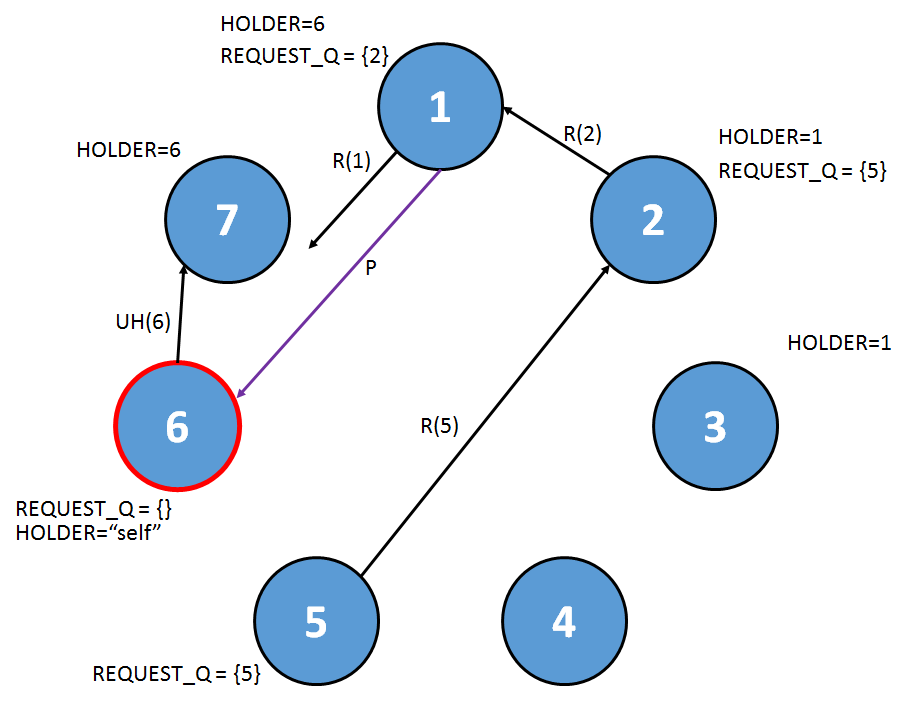 HOLDER=6
REQUEST_Q = {2}
1
R(2)
HOLDER=1
REQUEST_Q = {5}
HOLDER=6
R(1)
7
2
P
UH(6)
HOLDER=1
6
R(5)
3
REQUEST_Q = {}
HOLDER=“self”
5
4
REQUEST_Q = {5}